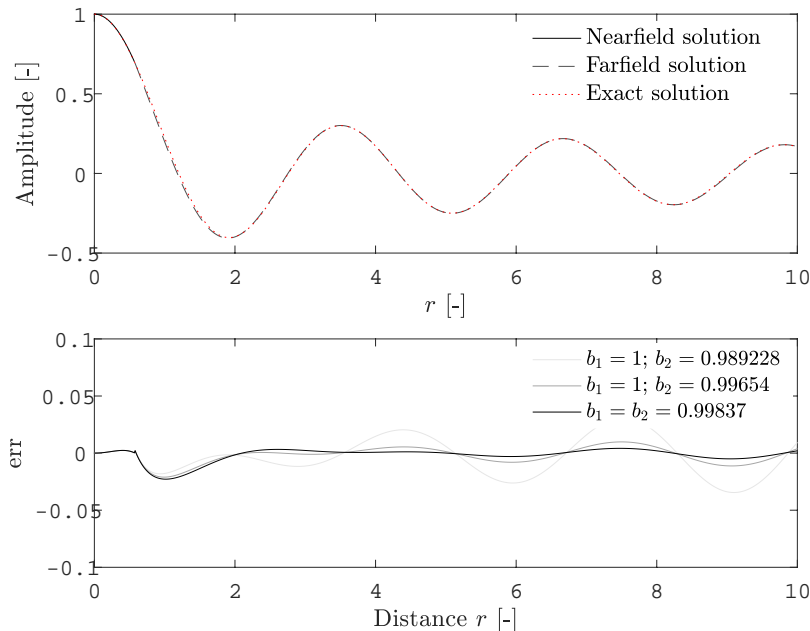 1
0.5
0
-0.5
Amplitude [-]
Nearfield solution
Farfield solution
Exact solution
0 2 4 6 8 10
r [-]
0.1
0.05
0
-0.05
-0.1
err
b₁ = 1; b₂ = 0.989228
b₁ = 1; b₂ = 0.99654
b₁ = b₂ = 0.99837
0 2 4 6 8 10
Distance r [-]